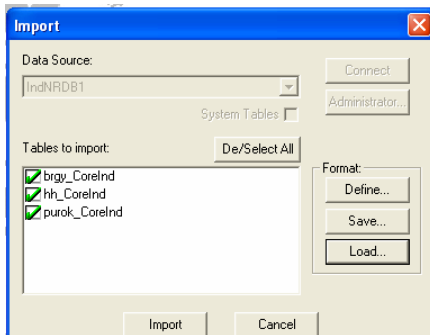 Import
Data Source:
Connect
IndNRDB1
Administrator...
System Tables
Tables to import:
De/Select All
Format:
brgy_CoreInd
Define...
hh_CoreInd
purok_CoreInd
Save...
Load...
Import
Cancel